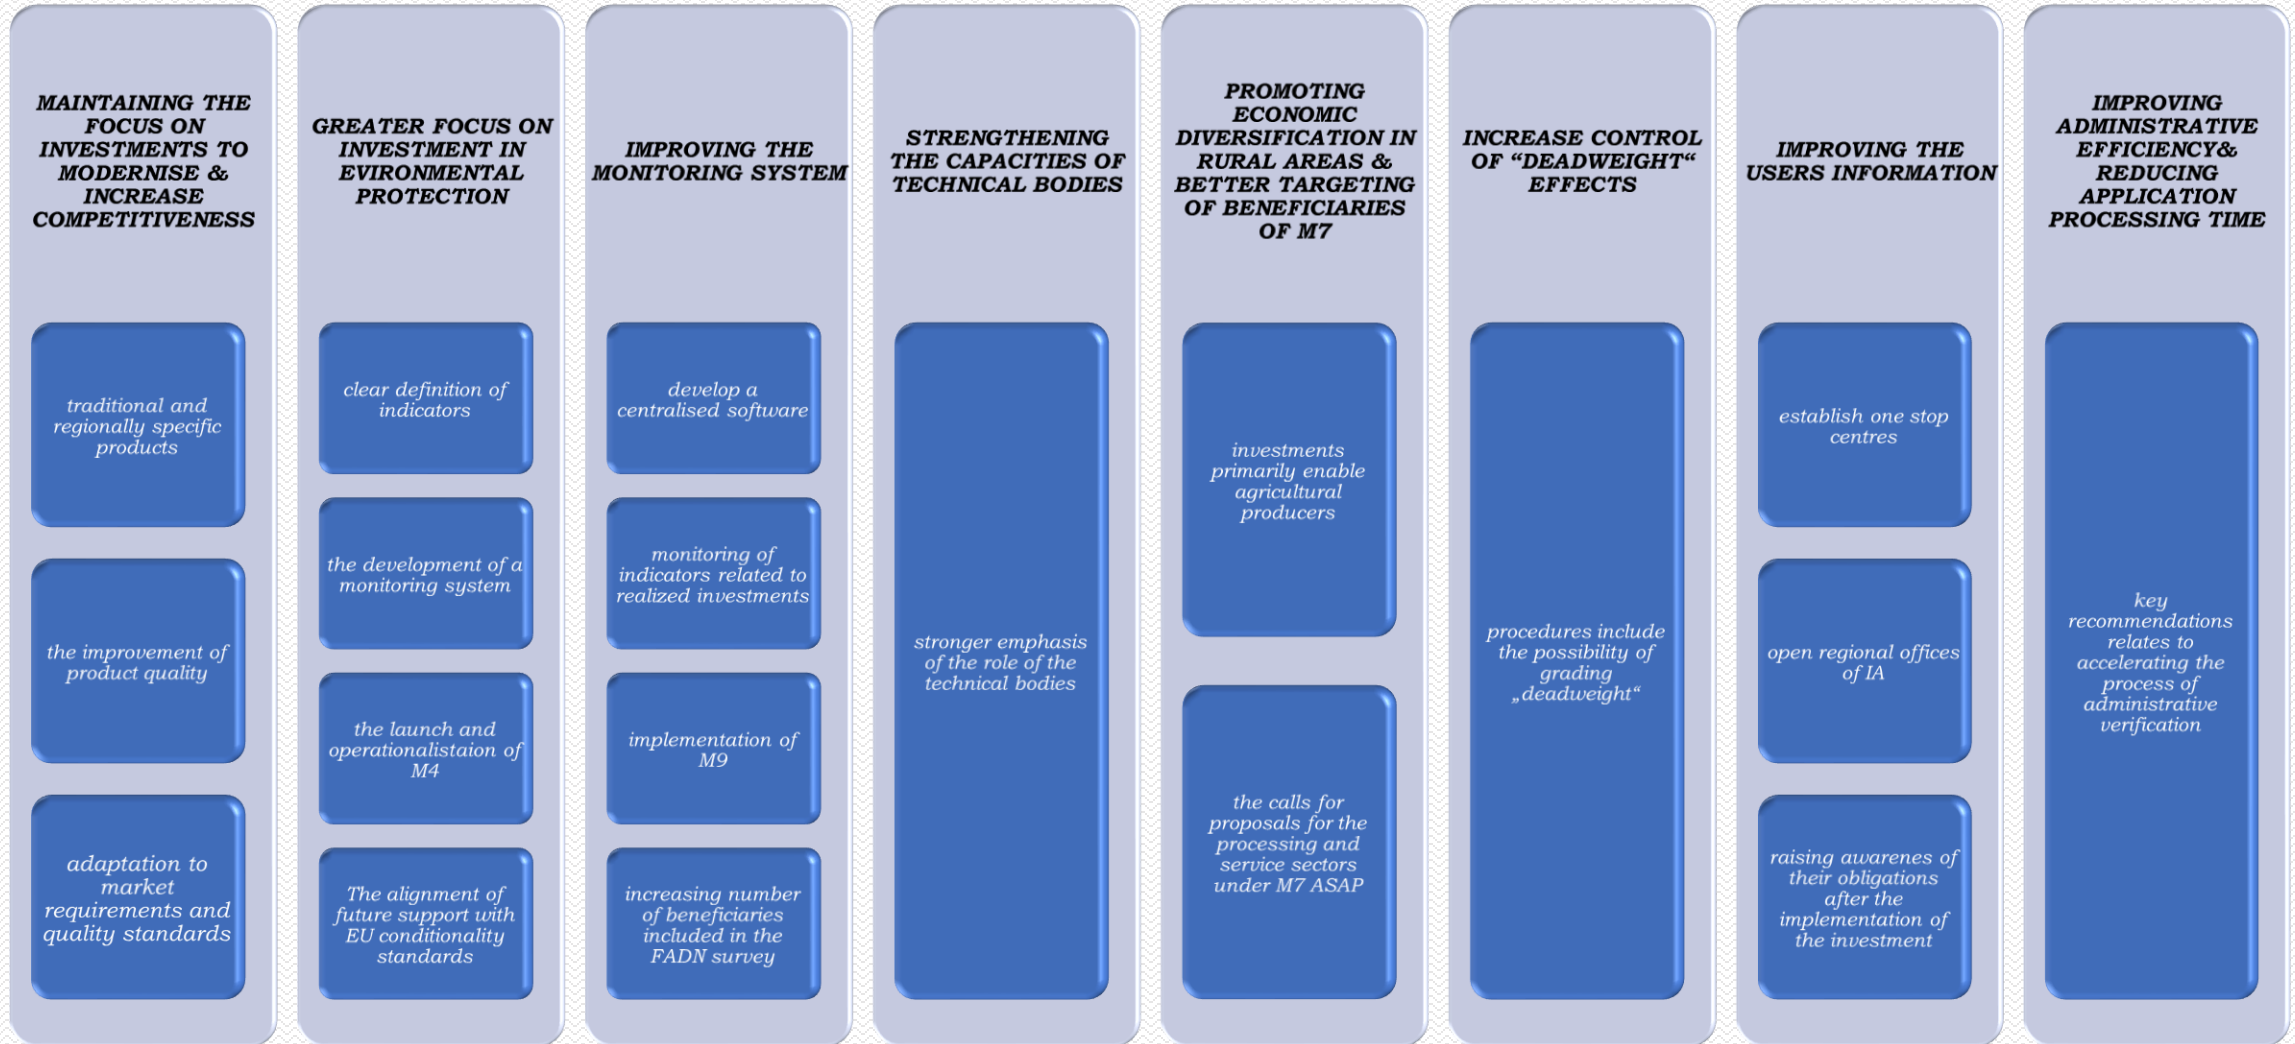 MAINTAINING THE
FOCUS ON
INVESTMENTS TO
MODERNISE &
INCREASE
COMPETITIVENESS
traditional and
regionally specific
products
the improvement of
product quality
adaptation to
market
requirements and
quality standards
GREATER FOCUS ON
INVESTMENT IN
EVIRONMENTAL
PROTECTION
clear definition of
indicators
the development of a
monitoring system
the launch and
operationalistaion of
M4
The alignment of
future support with
EU conditionality
standards
IMPROVING THE
MONITORING SYSTEM
develop a
centralised software
monitoring of
indicators related to
realized investments
implementation of
M9
increasing number
of beneficiaries
included in the
FADN survey
STRENGTHENING
THE CAPACITIES OF
TECHNICAL BODIES
stronger emphasis
of the role of the
technical bodies
PROMOTING
ECONOMIC
DIVERSIFICATION IN
RURAL AREAS &
BETTER TARGETING
OF BENEFICIARIES
OF M7
investments
primarily enable
agricultural
producers
the calls for
proposals for the
processing and
service sectors
under M7 ASAP
INCREASE CONTROL
OF “DEADWEIGHT“
EFFECTS
procedures include
the possibility of
grading
„deadweight“
IMPROVING THE
USERS INFORMATION
establish one stop
centres
open regional offices
of IA
raising awarenes of
their obligations
after the
implementation of
the investment
IMPROVING
ADMINISTRATIVE
EFFICIENCY&
REDUCING
APPLICATION
PROCESSING TIME
key
recommendations
relates to
accelerating the
process of
administrative
verification